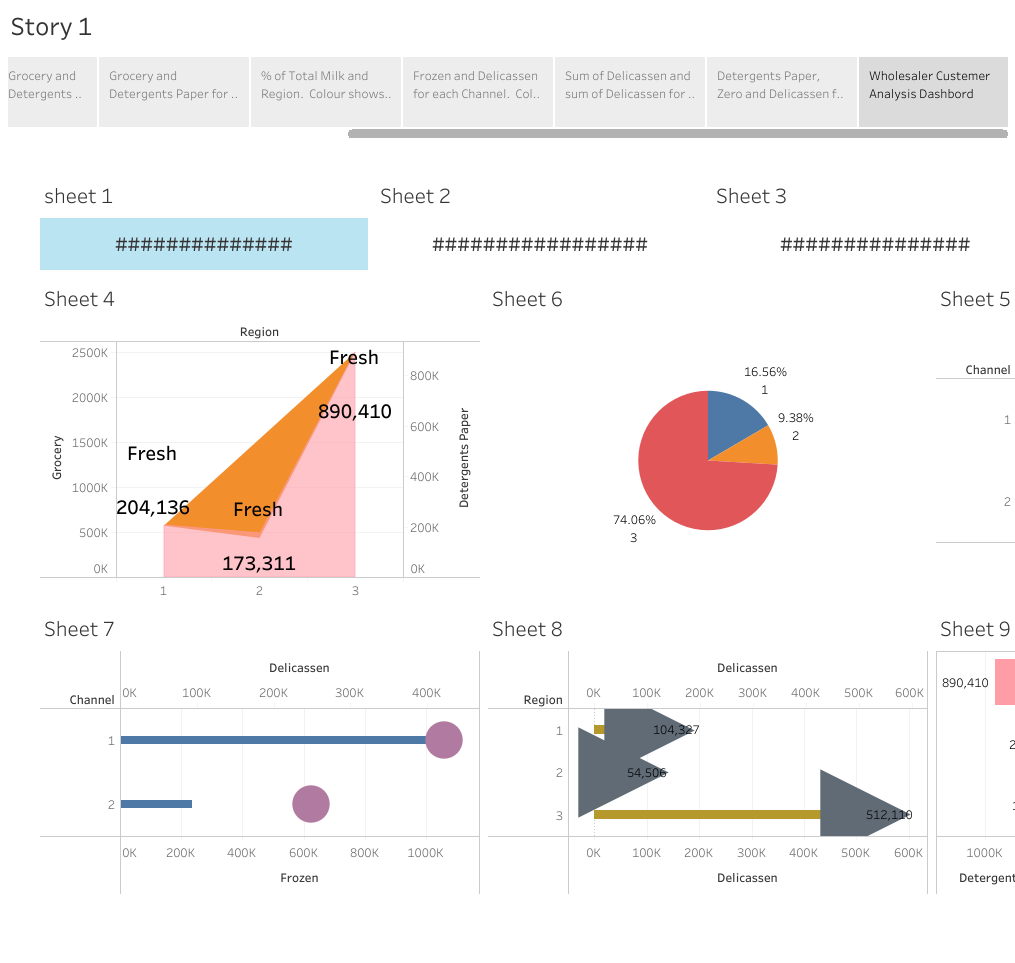 Story 1
Grocery and
Detergents ..
Grocery and
Detergents Paper for ..
% of Total Milk and
Region.  Colour shows..
Frozen and Delicassen
for each Channel.  Col..
Sum of Delicassen and
sum of Delicassen for ..
Detergents Paper,
Zero and Delicassen f..
Wholesaler Custemer
Analysis Dashbord
sheet 1
Sheet 2
Sheet 3
##############
#################
###############
Sheet 4
Sheet 6
Sheet 5
Region
2500K
2000K
1500K
1000K
500K
0K
Grocery
Fresh
890,410
Fresh
204,136
Fresh
173,311
800K
600K
400K
200K
0K
Detergents Paper
1
2
3
16.56%
1
9.38%
2
74.06%
3
Channel
1
2
Sheet 7
Sheet 8
Sheet 9
Delicassen
Channel
0K
100K
200K
300K
400K
1
2
0K
200K
400K
600K
800K
1000K
Frozen
Delicassen
Region
0K
100K
200K
300K
400K
500K
600K
1
104,327
2
54,506
3
512,110
0K
100K
200K
300K
400K
500K
600K
Delicassen
890,410
2
1
1000K
Detergent